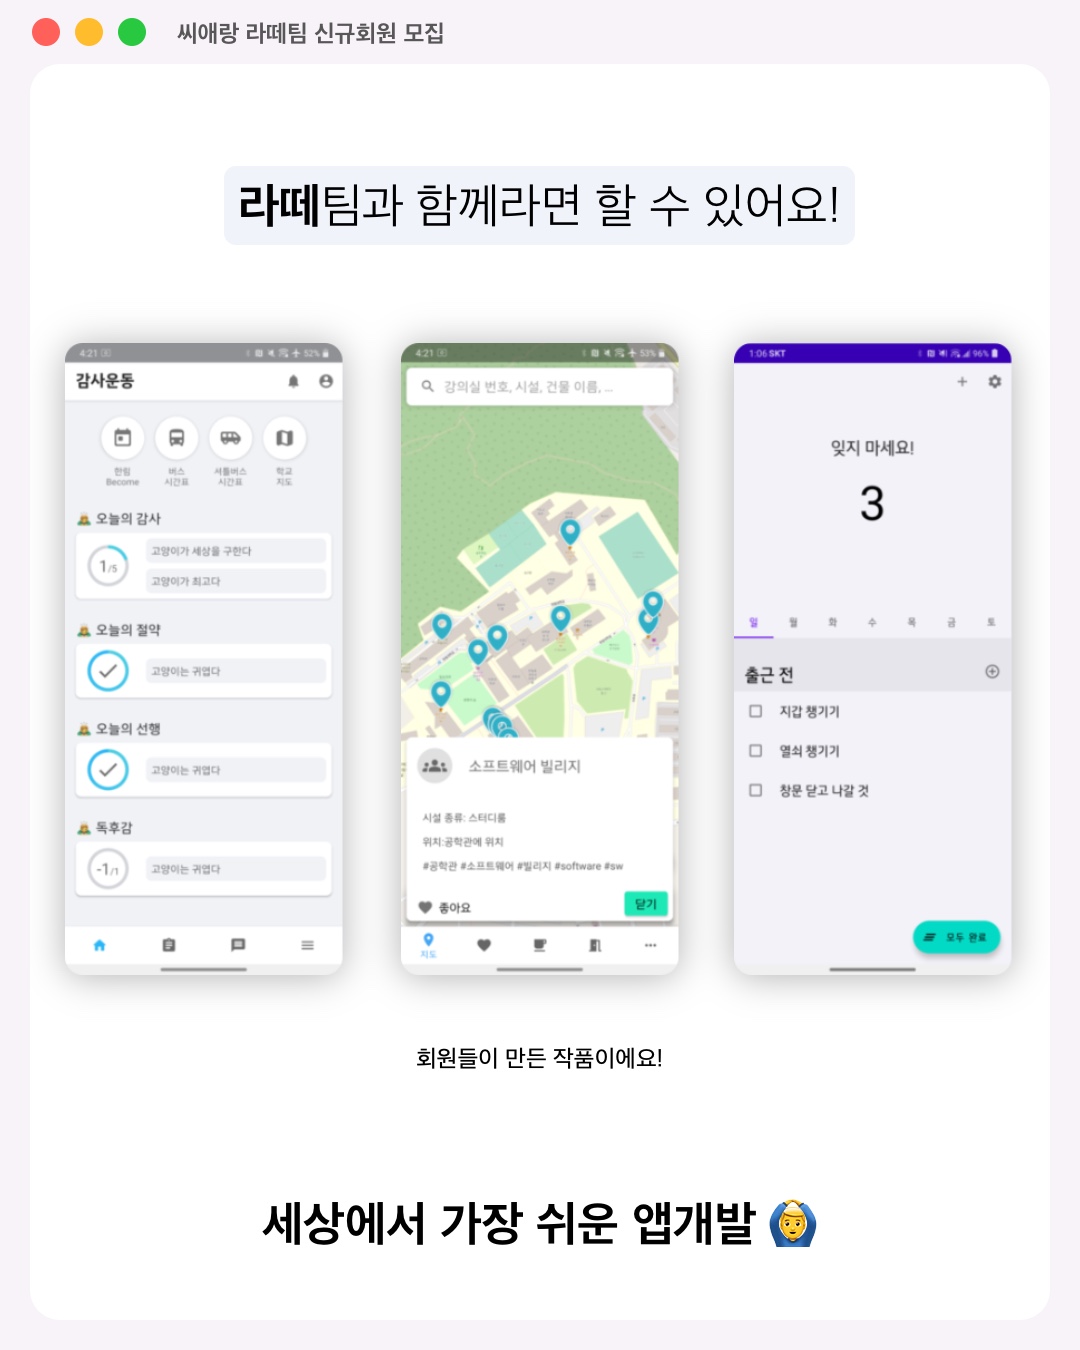 씨애랑 라떼팀 신규회원 모집
라떼팀과 함께라면 할 수 있어요!
4:21
52%
감사운동
한림
Become
버스
시간표
셔틀버스
시간표
학교
지도
오늘의 감사
1/5
고양이가 세상을 구한다
고양이가 최고다
오늘의 절약
고양이는 귀엽다
오늘의 선행
고양이는 귀엽다
독후감
-1/1
고양이는 귀엽다
4:21
53%
강의실 번호, 시설, 건물 이름, ...
소프트웨어 빌리지
시설 종류: 스터디룸
위치:공학관에 위치
#공학관 #소프트웨어 #빌리지 #software #sw
좋아요
닫기
지도
1:06 SKT
96%
잊지 마세요!
3
일 월 화 수 목 금 토
출근 전
지갑 챙기기
열쇠 챙기기
창문 닫고 나갈 것
모두 완료
회원들이 만든 작품이에요!
세상에서 가장 쉬운 앱개발